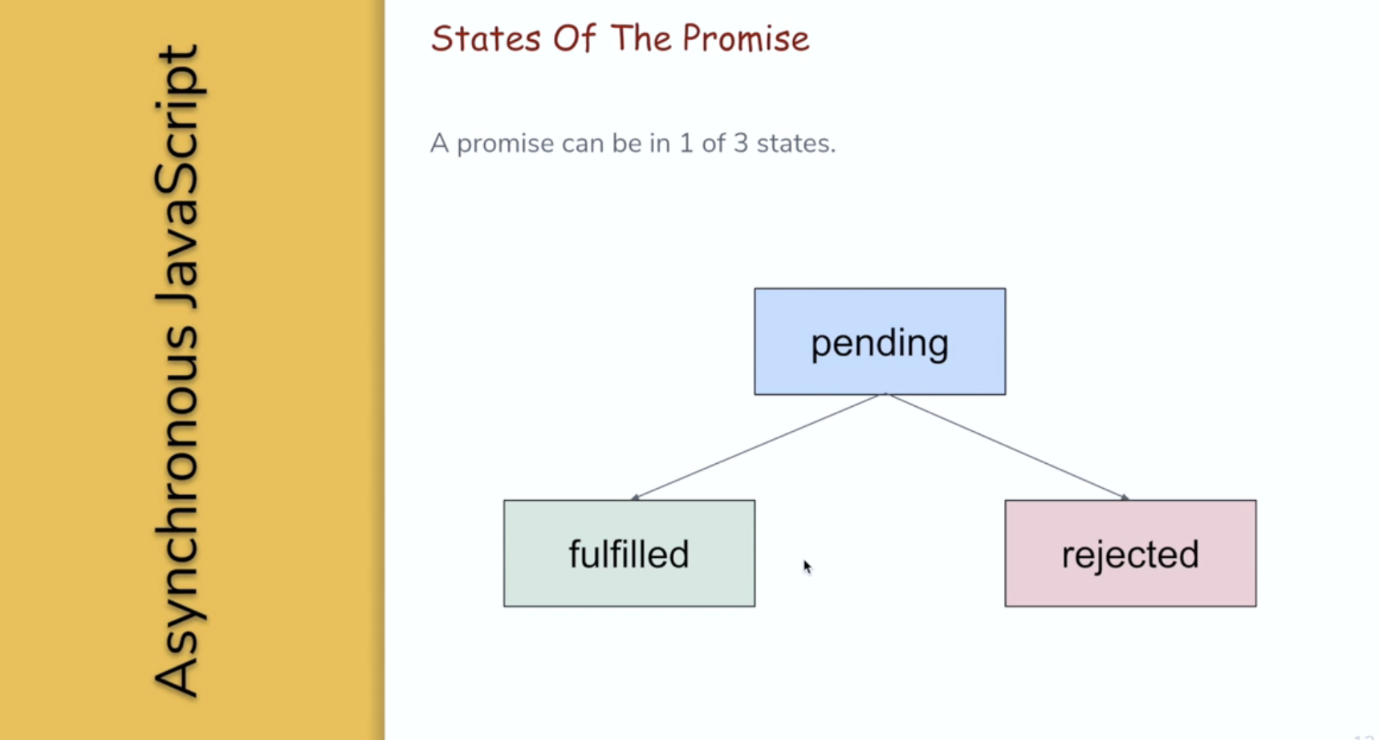 Asynchronous JavaScript
States Of The Promise
A promise can be in 1 of 3 states.
pending
fulfilled
rejected